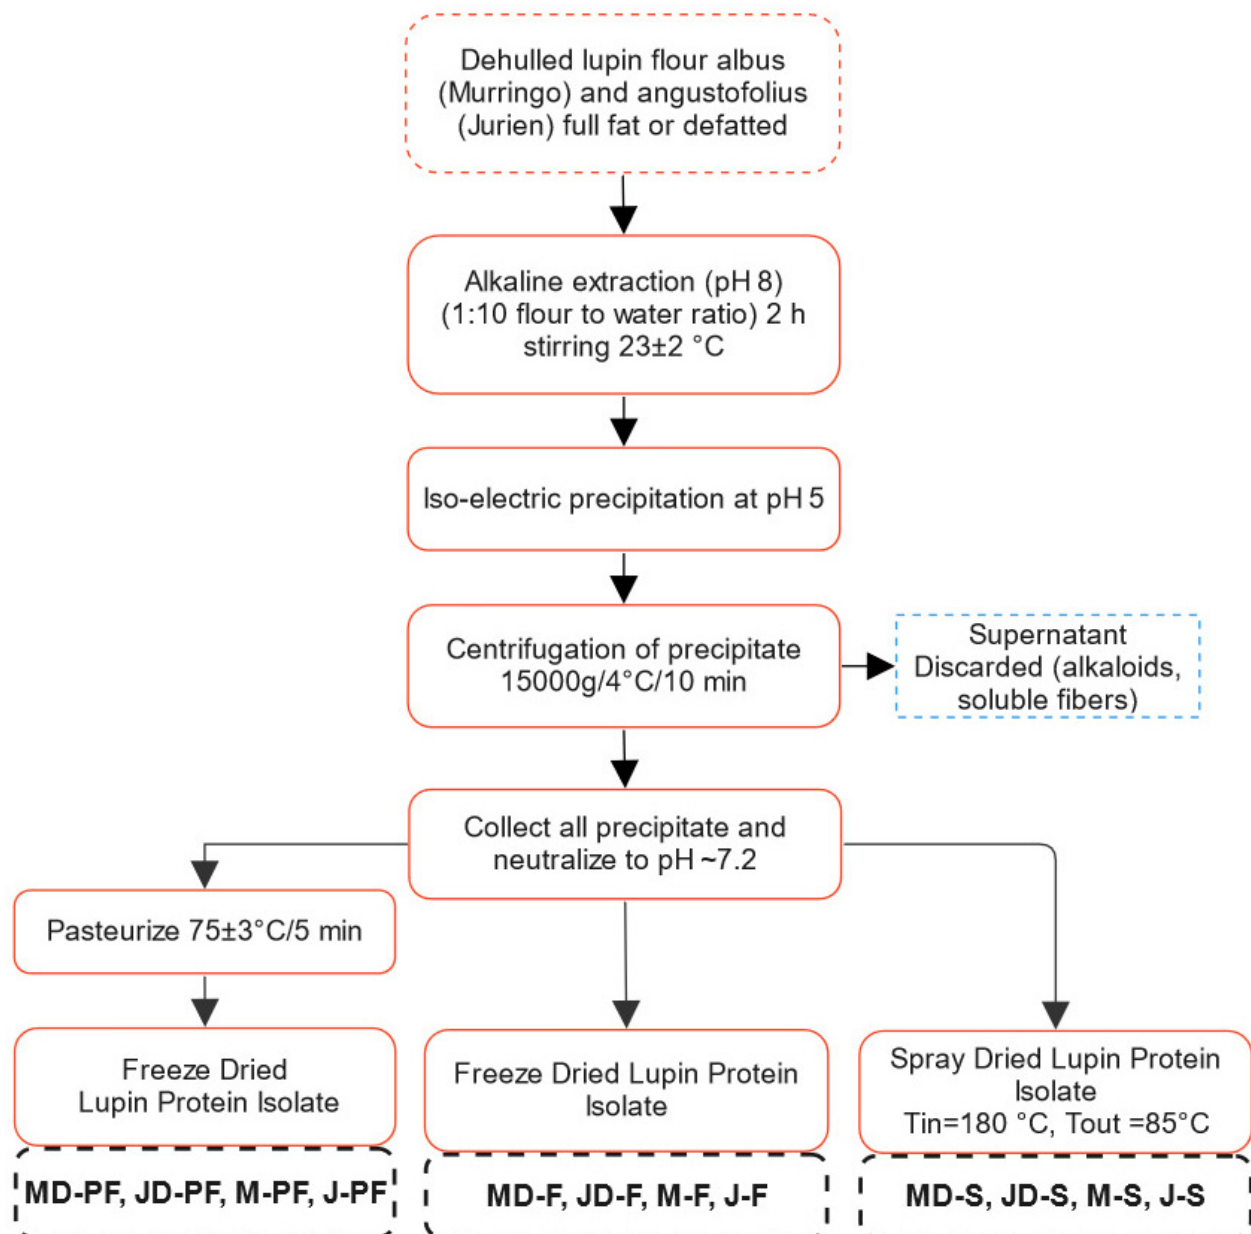 Dehulled lupin flour albus
(Murringo) and angustofolius
(Jurien) full fat or defatted
Alkaline extraction (pH 8)
(1:10 flour to water ratio) 2 h
stirring 23±2 °C
Iso-electric precipitation at pH 5
Centrifugation of precipitate
15000g/4°C/10 min
Supernatant
Discarded (alkaloids,
soluble fibers)
Collect all precipitate and
neutralize to pH ~7.2
Pasteurize 75±3°C/5 min
Freeze Dried
Lupin Protein Isolate
Freeze Dried Lupin Protein
Isolate
Spray Dried Lupin Protein
Isolate
Tin=180 °C, Tout =85°C
MD-PF, JD-PF, M-PF, J-PF
MD-F, JD-F, M-F, J-F
MD-S, JD-S, M-S, J-S